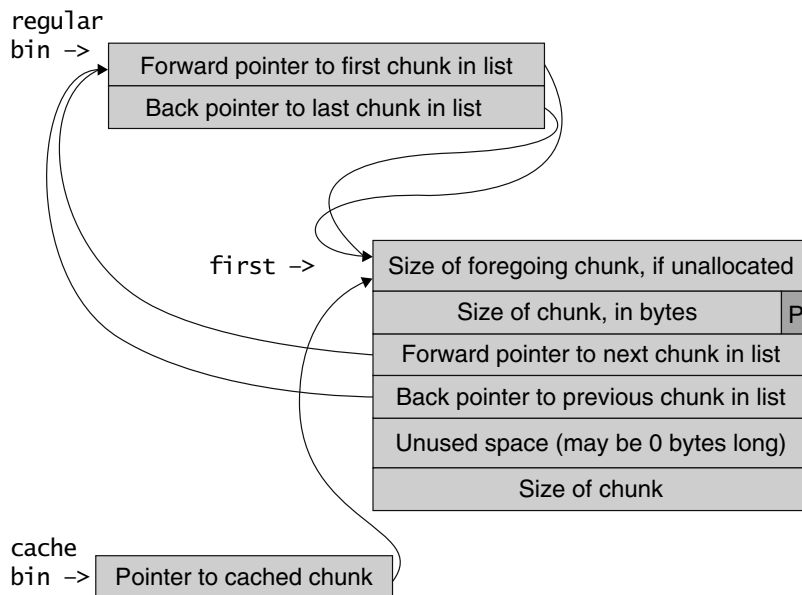 regular
bin –>
Forward pointer to first chunk in list
Back pointer to last chunk in list
first –>
Size of foregoing chunk, if unallocated
Size of chunk, in bytes
P
Forward pointer to next chunk in list
Back pointer to previous chunk in list
Unused space (may be 0 bytes long)
Size of chunk
cache
bin –>
Pointer to cached chunk